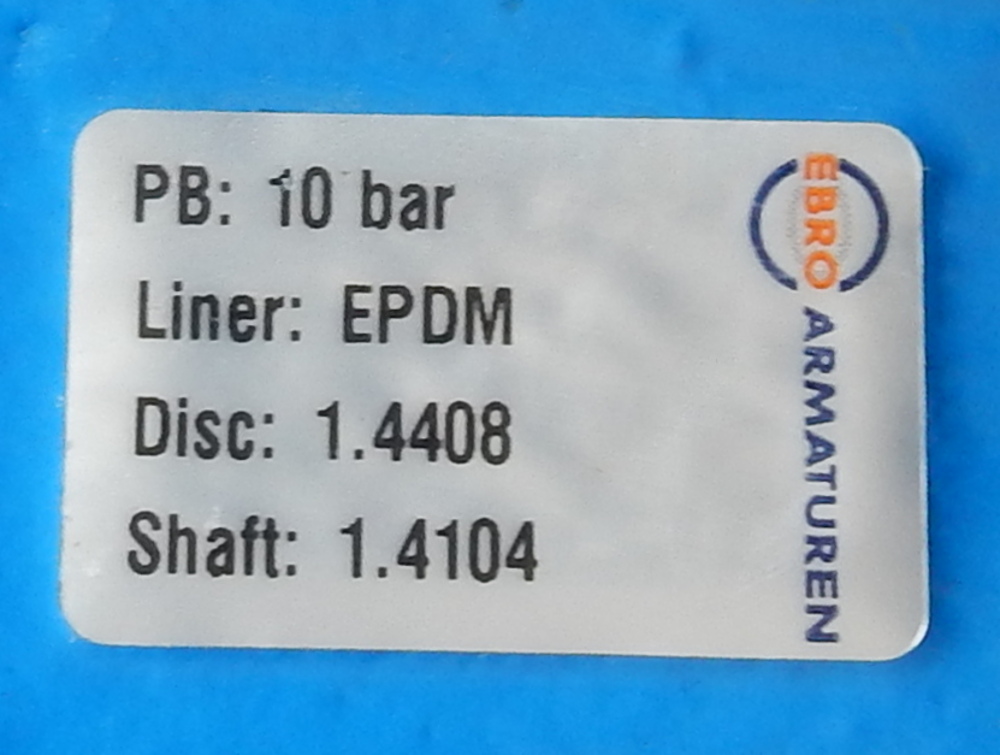 PB: 10 bar
Liner: EPDM
Disc: 1.4408
Shaft: 1.4104
EBRO ARMATUREN